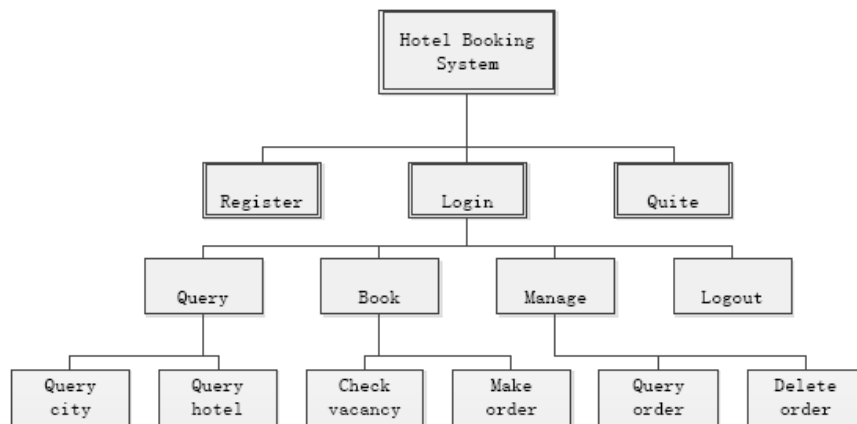 Hotel Booking
System
Register
Login
Quite
Query
Book
Manage
Logout
Query
city
Query
hotel
Check
vacancy
Make
order
Query
order
Delete
order